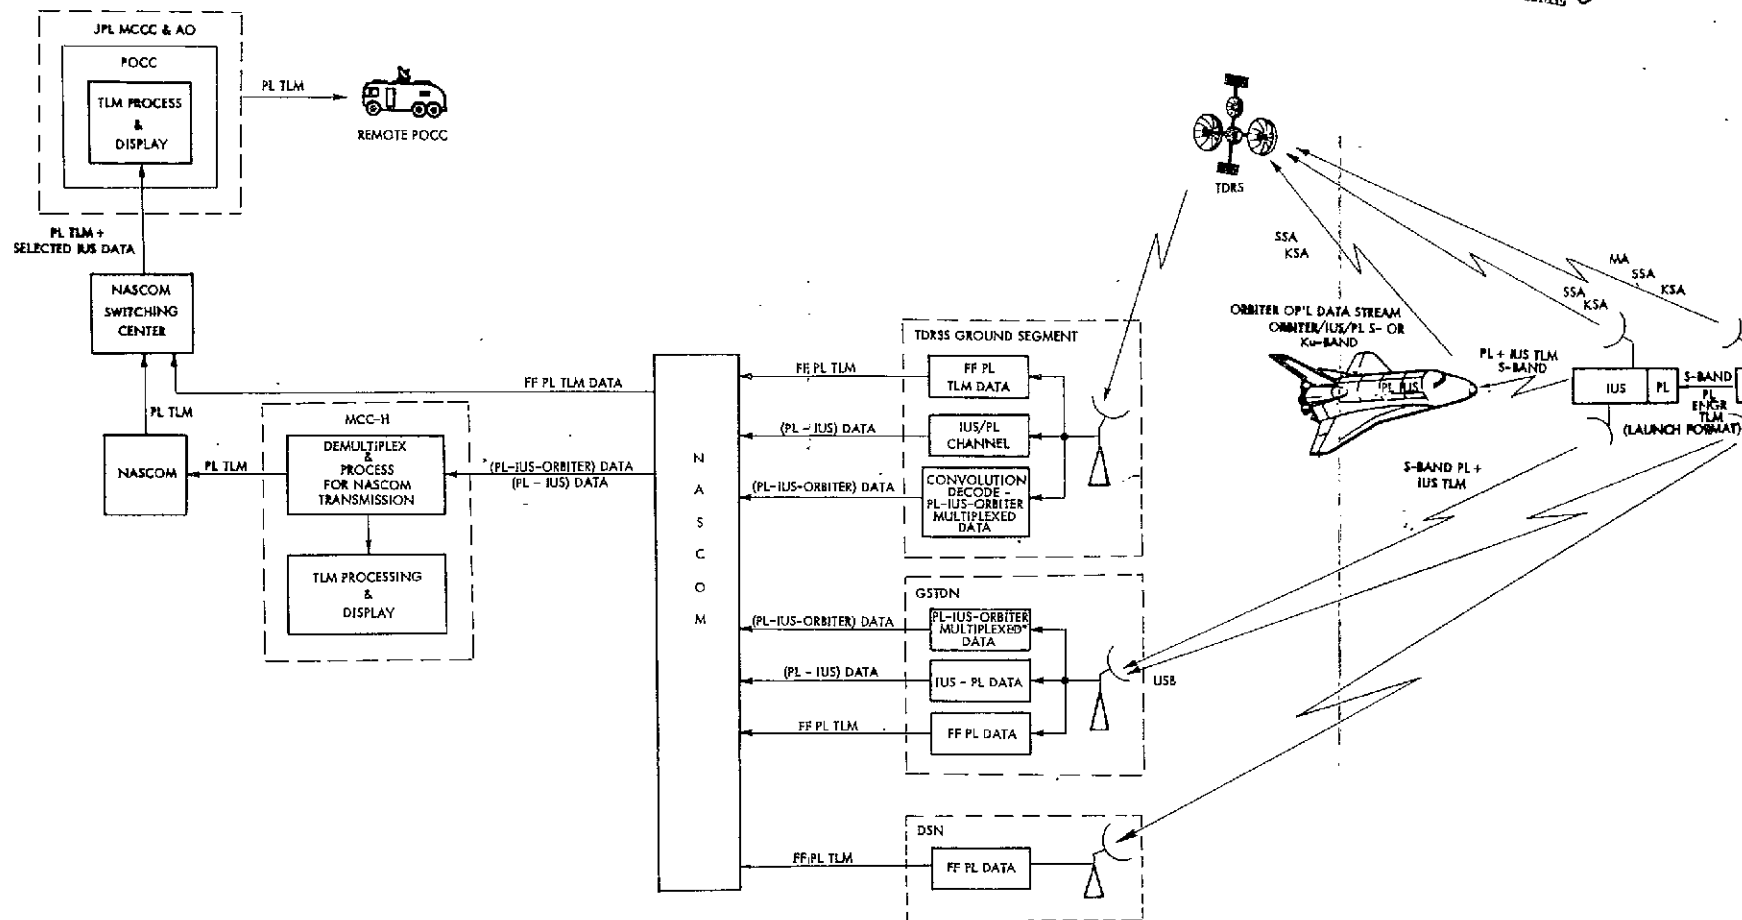 JPL MCCC & AO
POCC
TLM PROCESS
&
DISPLAY
PL TLM
REMOTE POCC
PL TLM +
SELECTED IUS DATA
NASCOM
SWITCHING
CENTER
PL TLM
NASCOM
PL TLM
FF PL TLM DATA
MCC-H
DEMULTIPLEX
&
PROCESS
FOR NASCOM
TRANSMISSION
TLM PROCESSING
&
DISPLAY
(PL-IUS-ORBITER) DATA
(PL - IUS) DATA
N
A
S
C
O
M
TDRSS GROUND SEGMENT
FF PL TLM
FF PL
TLM DATA
(PL - IUS) DATA
IUS/PL
CHANNEL
(PL-IUS-ORBITER) DATA
CONVOLUTION
DECODE -
PL-IUS-ORBITER
MULTIPLEXED
DATA
GSTDN
(PL-IUS-ORBITER) DATA
PL-IUS-ORBITER
MULTIPLEXED
DATA
(PL - IUS) DATA
IUS - PL DATA
FF PL TLM
FF PL DATA
USB
DSN
FF PL TLM
FF PL DATA
TDRS
SSA
KSA
MA
SSA
KSA
SSA
KSA
ORBITER OP'L DATA STREAM
ORBITER/IUS/PL S- OR
Ku-BAND
PL IUS
PL + IUS TLM
S-BAND
IUS
PL
S-BAND
PL
ENGR
TLM
(LAUNCH FORMAT)
S-BAND PL +
IUS TLM